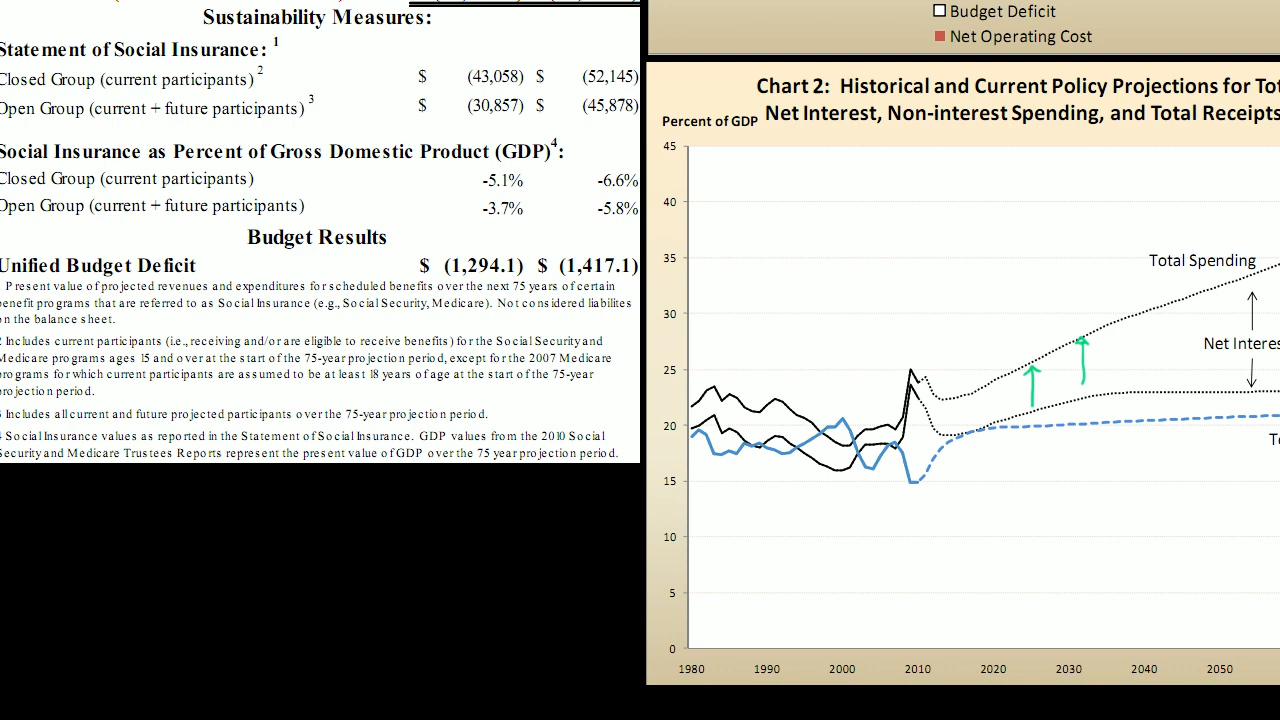 Sustainability Measures:
Statement of Social Insurance: 1
Closed Group (current participants) 2 $ (43,058) $ (52,145)
Open Group (current + future participants) 3 $ (30,857) $ (45,878)
Social Insurance as Percent of Gross Domestic Product (GDP)4:
Closed Group (current participants) -5.1% -6.6%
Open Group (current + future participants) -3.7% -5.8%
Budget Results
Unified Budget Deficit $ (1,294.1) $ (1,417.1)
Present value of projected revenues and expenditures for scheduled benefits over the next 75 years of certain
benefit programs that are referred to as Social Insurance (e.g., Social Security, Medicare). Not considered liabilites
on the balance sheet.
2 Includes current participants (i.e., receiving and/or are eligible to receive benefits) for the Social Security and
Medicare programs ages 15 and over at the start of the 75-year projection period, except for the 2007 Medicare
programs for which current participants are assumed to be at least 18 years of age at the start of the 75-year
projection period.
3 Includes all current and future projected participants over the 75-year projection period.
4 Social Insurance values as reported in the Statement of Social Insurance. GDP values from the 2010 Social
Security and Medicare Trustees Reports represent the present value of GDP over the 75 year projection period.
Budget Deficit
Net Operating Cost
Chart 2: Historical and Current Policy Projections for Tot
Net Interest, Non-interest Spending, and Total Receipts
Percent of GDP
45
40
35
30
25
20
15
10
5
0
Total Spending
Net Interes
To
1980 1990 2000 2010 2020 2030 2040 2050